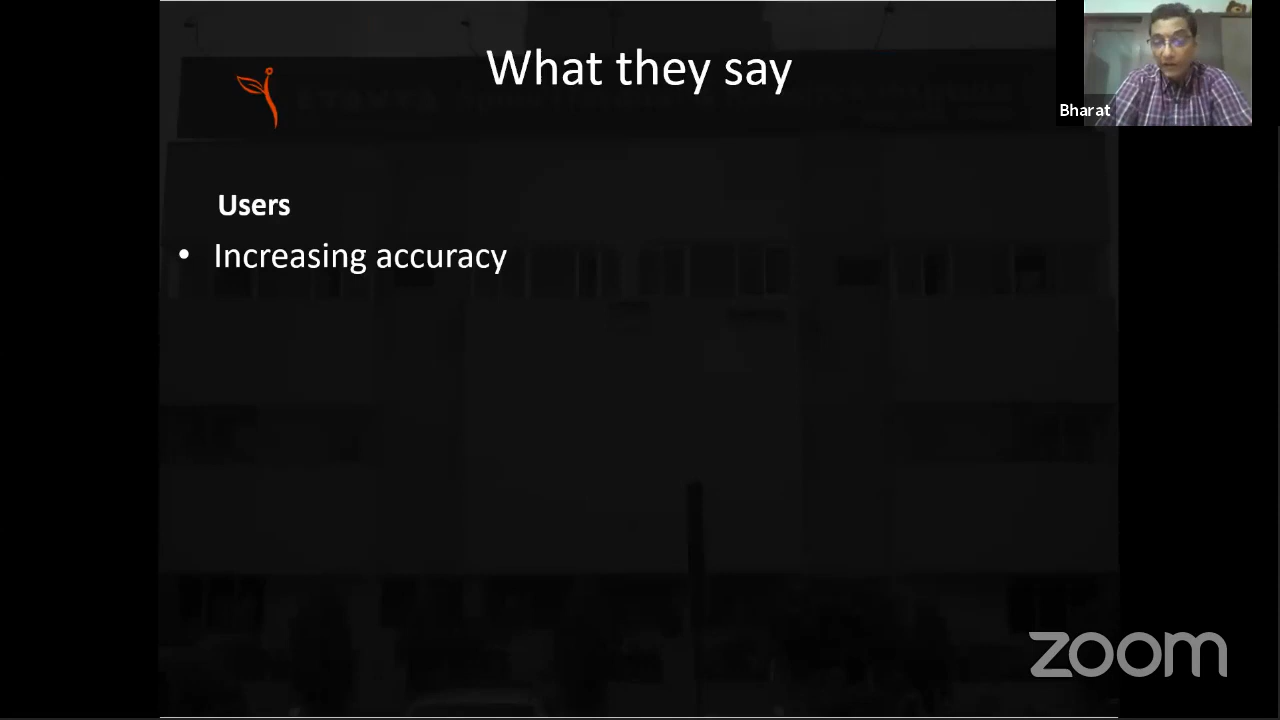 What they say
Bharat
Users
• Increasing accuracy
zoom